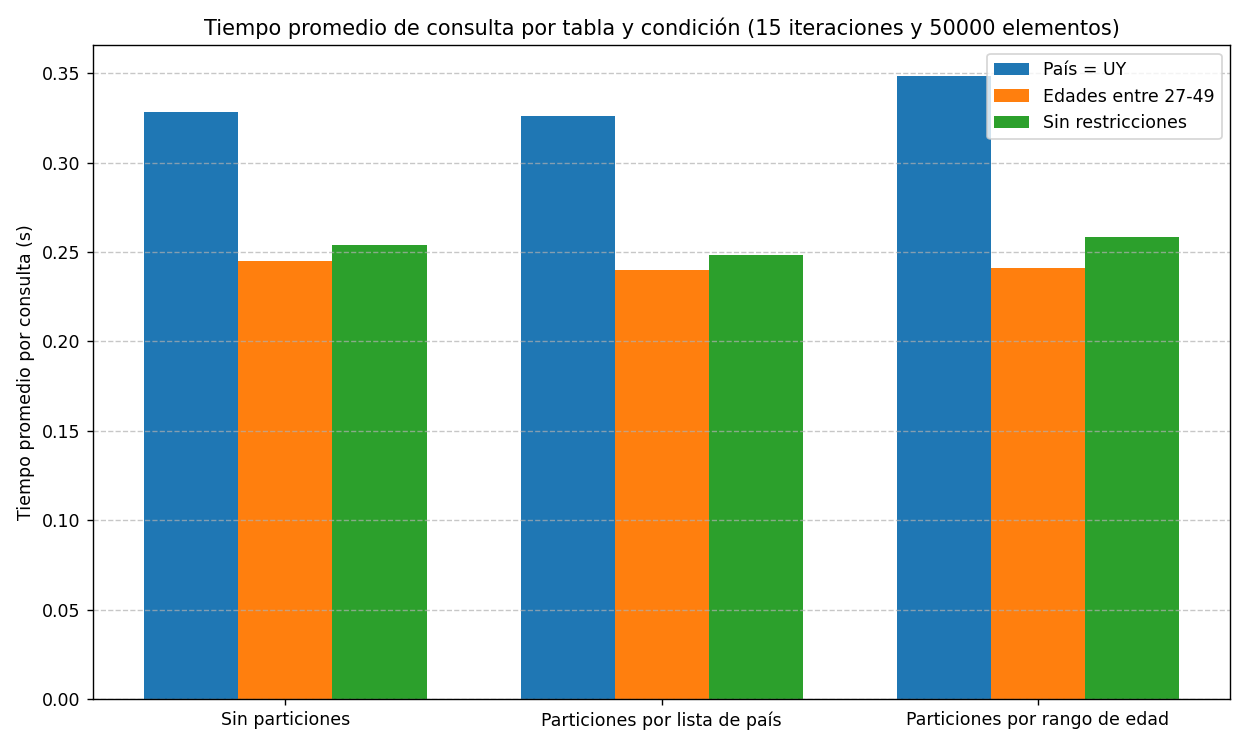 Tiempo promedio de consulta por tabla y condición (15 iteraciones y 50000 elementos)
País = UY
Edades entre 27-49
Sin restricciones
Tiempo promedio por consulta (s)
0.35
0.30
0.25
0.20
0.15
0.10
0.05
0.00
Sin particiones
Particiones por lista de país
Particiones por rango de edad